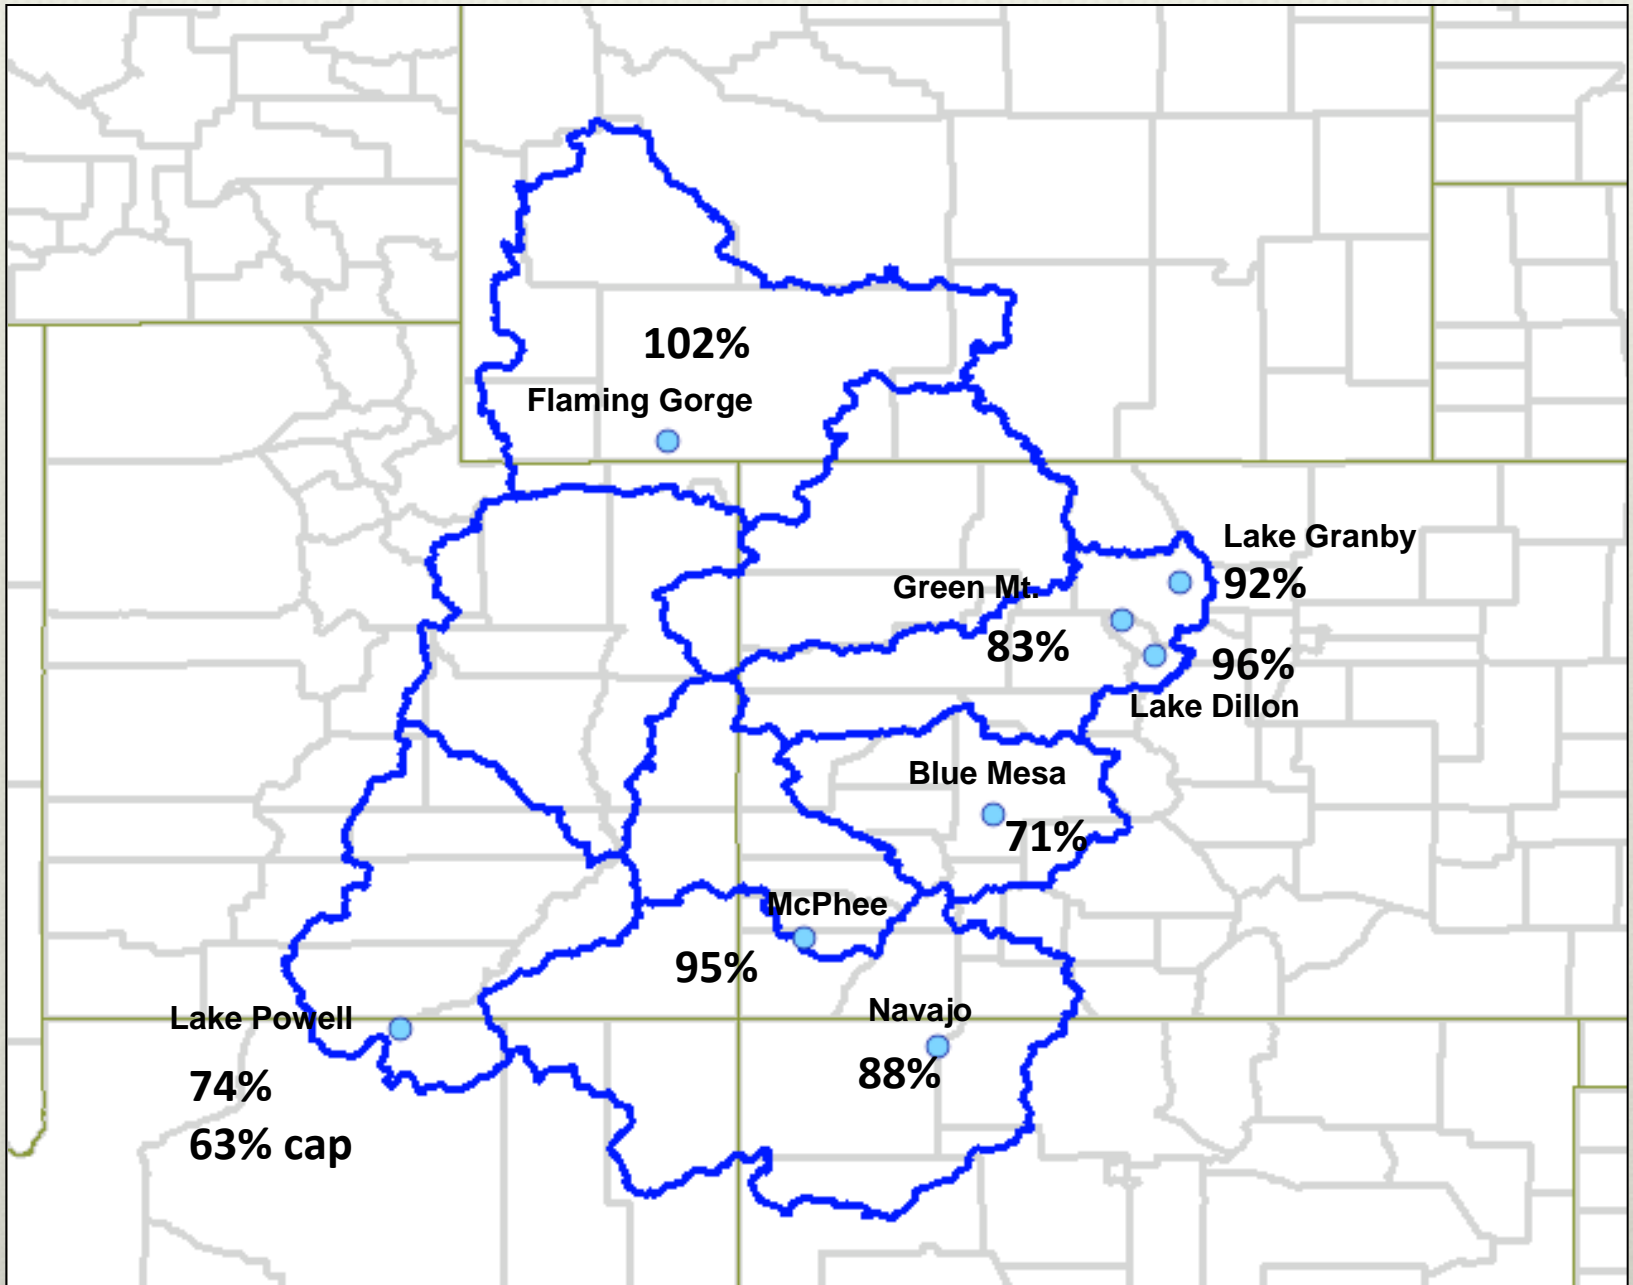 102%
Flaming Gorge
Lake Granby
92%
Green Mt.
83%
96%
Lake Dillon
Blue Mesa
71%
McPhee
95%
Navajo
88%
Lake Powell
74%
63% cap